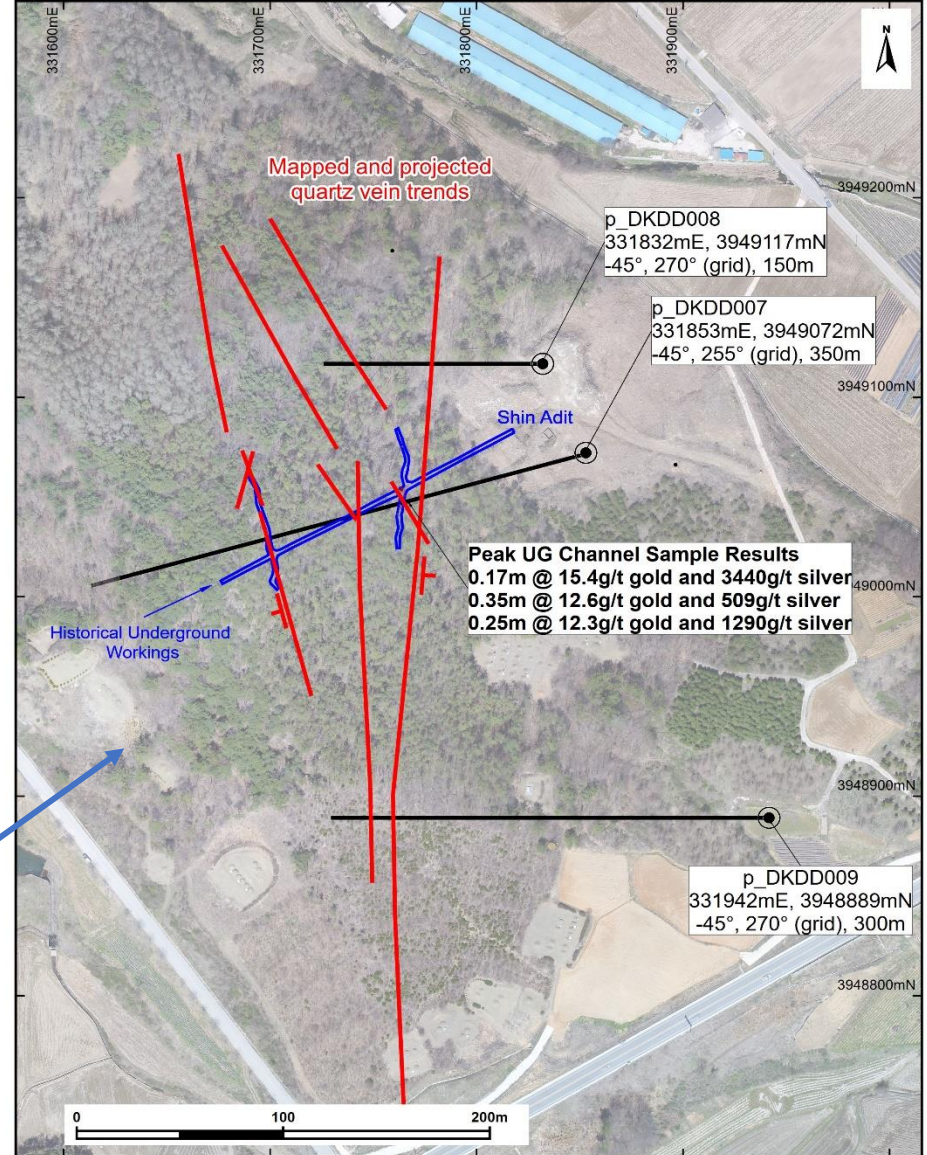 331600mE
331700mE
331800mE
331900mE
N
Mapped and projected
quartz vein trends
3949200mN
p_DKDD008
331832mE, 3949117mN
-45°, 270° (grid), 150m
p_DKDD007
331853mE, 3949072mN
-45°, 255° (grid), 350m
3949100mN
Shin Adit
Peak UG Channel Sample Results
0.17m @ 15.4g/t gold and 3440g/t silver
0.35m @ 12.6g/t gold and 509g/t silver
0.25m @ 12.3g/t gold and 1290g/t silver
49000mN
Historical Underground
Workings
3948900mN
p_DKDD009
331942mE, 3948889mN
-45°, 270° (grid), 300m
3948800mN
0 100 200m